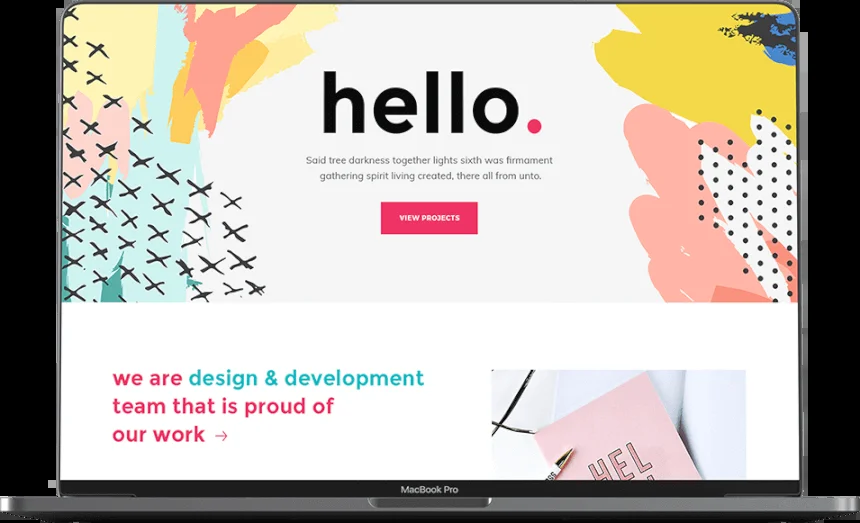 hello.
Said tree darkness together lights sixth was firmament
gathering spirit living created, there all from unto.
VIEW PROJECTS
we are design & development
team that is proud of
our work →
HEL
MacBook Pro